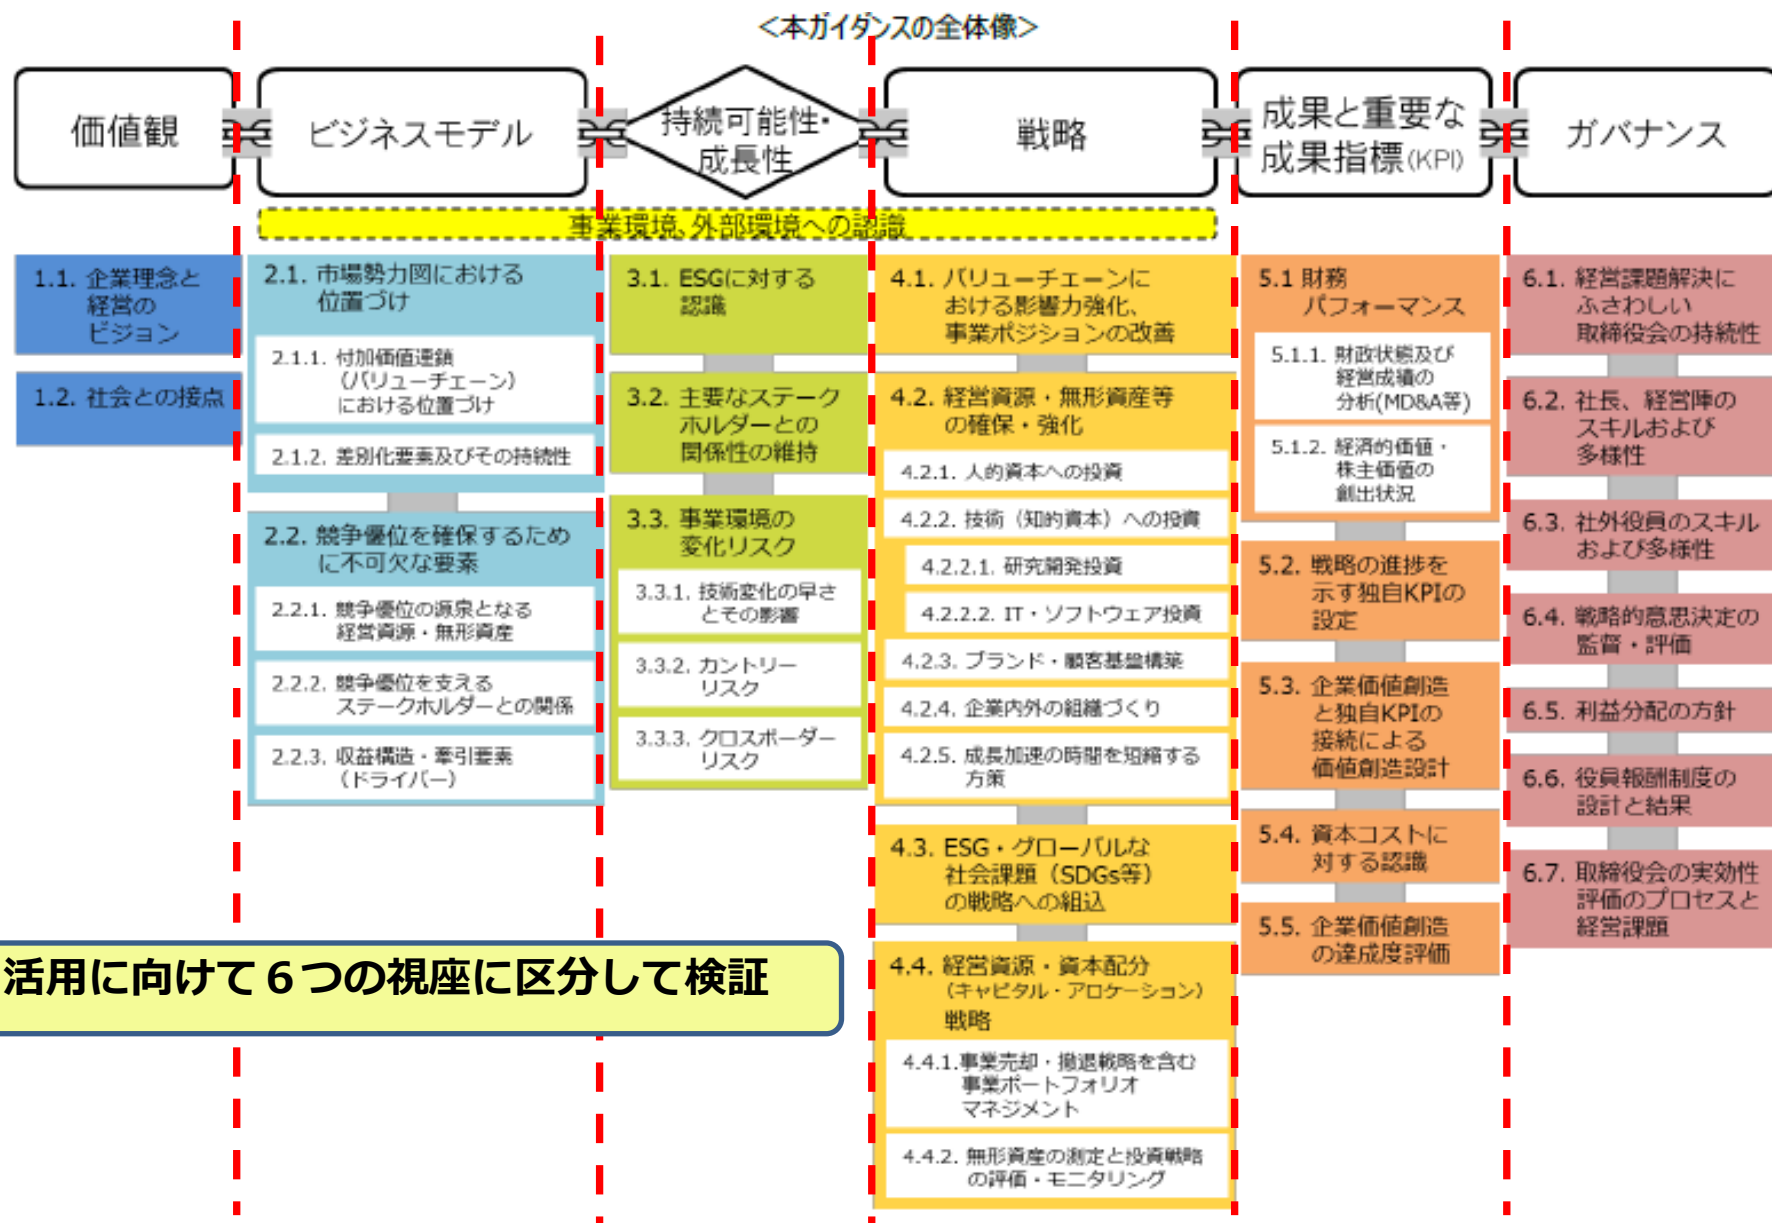 <本ガイダンスの全体像>
価値観
ビジネスモデル
持続可能性・
成長性
戦略
成果と重要な
成果指標(KPI)
ガバナンス
事業環境、外部環境への認識
1.1. 企業理念と
経営の
ビジョン
1.2. 社会との接点
2.1. 市場勢力図における
位置づけ
2.1.1. 付加価値連鎖
(バリューチェーン)
における位置づけ
2.1.2. 差別化要素及びその持続性
2.2. 競争優位を確保するため
に不可欠な要素
2.2.1. 競争優位の源泉となる
経営資源・無形資産
2.2.2. 競争優位を支える
ステークホルダーとの関係
2.2.3. 収益構造・牽引要素
(ドライバー)
3.1. ESGに対する
認識
3.2. 主要なステーク
ホルダーとの
関係性の維持
3.3. 事業環境の
変化リスク
3.3.1. 技術変化の早さ
とその影響
3.3.2. カントリー
リスク
3.3.3. クロスボーダー
リスク
4.1. バリューチェーンに
おける影響力強化、
事業ポジションの改善
4.2. 経営資源・無形資産等
の確保・強化
4.2.1. 人的資本への投資
4.2.2. 技術（知的資本）への投資
4.2.2.1. 研究開発投資
4.2.2.2. IT・ソフトウェア投資
4.2.3. ブランド・顧客基盤構築
4.2.4. 企業内外の組織づくり
4.2.5. 成長加速の時間を短縮する
方策
4.3. ESG・グローバルな
社会課題（SDGs等）
の戦略への組込
4.4. 経営資源・資本配分
（キャピタル・アロケーション）
戦略
4.4.1.事業売却・撤退戦略を含む
事業ポートフォリオ
マネジメント
4.4.2. 無形資産の測定と投資戦略
の評価・モニタリング
5.1 財務
パフォーマンス
5.1.1. 財政状態及び
経営成績の
分析(MD&A等)
5.1.2. 経済的価値・
株主価値の
創出状況
5.2. 戦略の進捗を
示す独自KPIの
設定
5.3. 企業価値創造
と独自KPIの
接続による
価値創造設計
5.4. 資本コストに
対する認識
5.5. 企業価値創造
の達成度評価
6.1. 経営課題解決に
ふさわしい
取締役会の持続性
6.2. 社長、経営陣の
スキルおよび
多様性
6.3. 社外役員のスキル
および多様性
6.4. 戦略的意思決定の
監督・評価
6.5. 利益分配の方針
6.6. 役員報酬制度の
設計と結果
6.7. 取締役会の実効性
評価のプロセスと
経営課題
活用に向けて６つの視座に区分して検証